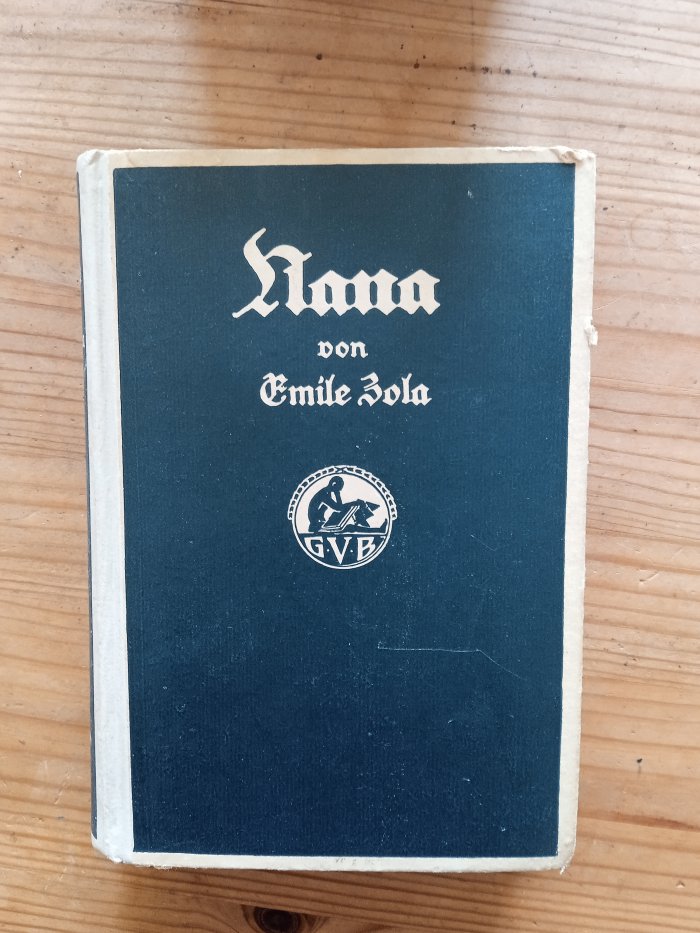 Nana
von
Emile Zola
G·V·B